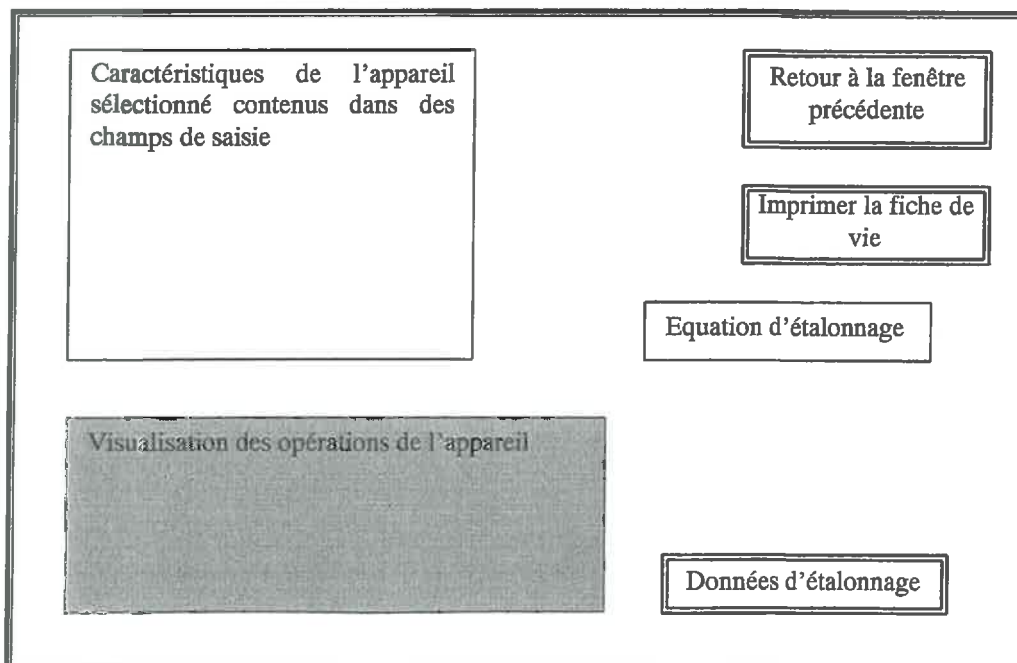 Caractéristiques de l'appareil
sélectionné contenus dans des
champs de saisie
Retour à la fenêtre
précédente
Imprimer la fiche de
vie
Equation d'étalonnage
Visualisation des opérations de l'appareil
Données d'étalonnage